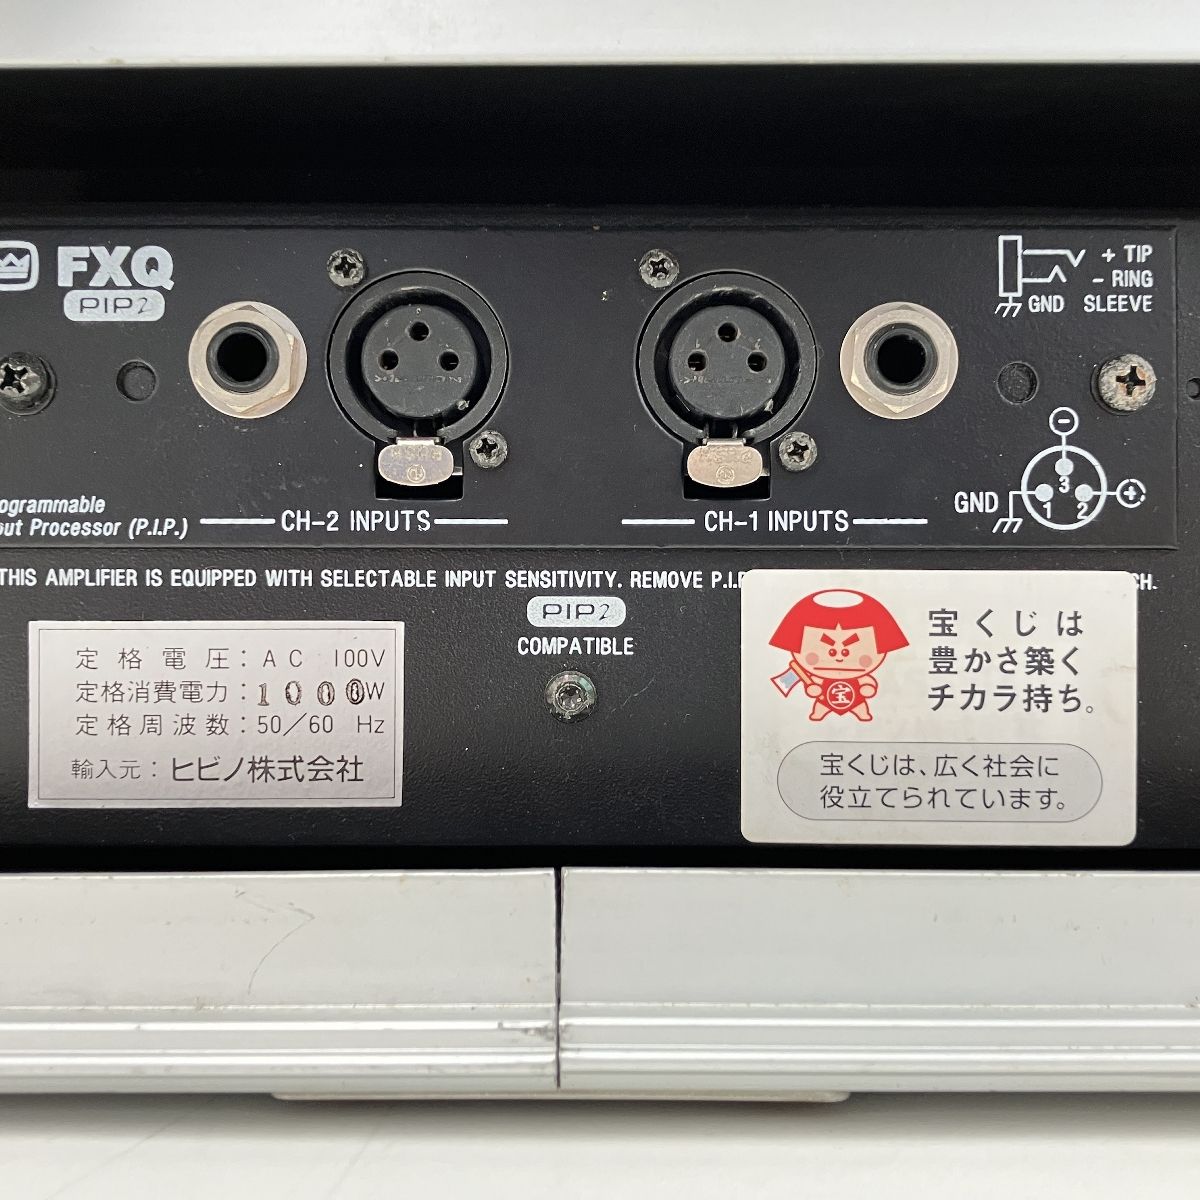 FXQ
PIP2
+ TIP
- RING
GND SLEEVE
GND
3
1 2
CH-2 INPUTS
CH-1 INPUTS
Processor (P.I.P.)
THIS AMPLIFIER IS EQUIPPED WITH SELECTABLE INPUT SENSITIVITY. REMOVE
PIP2
COMPATIBLE
定格電圧：AC 100V
定格消費電力：1000W
定格周波数：50／60 Hz
輸入元：ヒビノ株式会社
宝
宝くじは
豊かさ築く
チカラ持ち。
宝くじは、広く社会に
役立てられています。